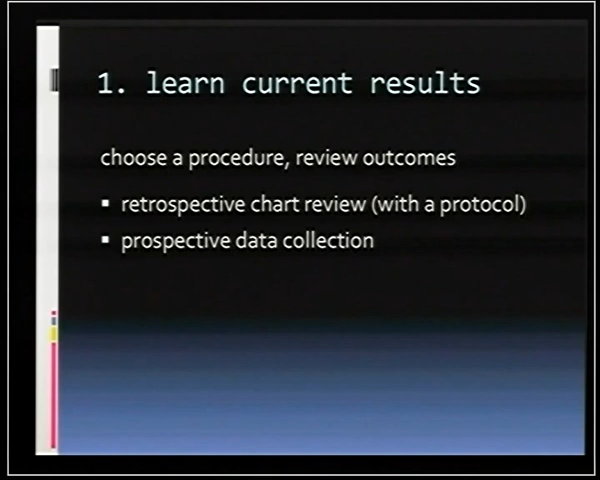 1. learn current results
choose a procedure, review outcomes
▪ retrospective chart review (with a protocol)
▪ prospective data collection